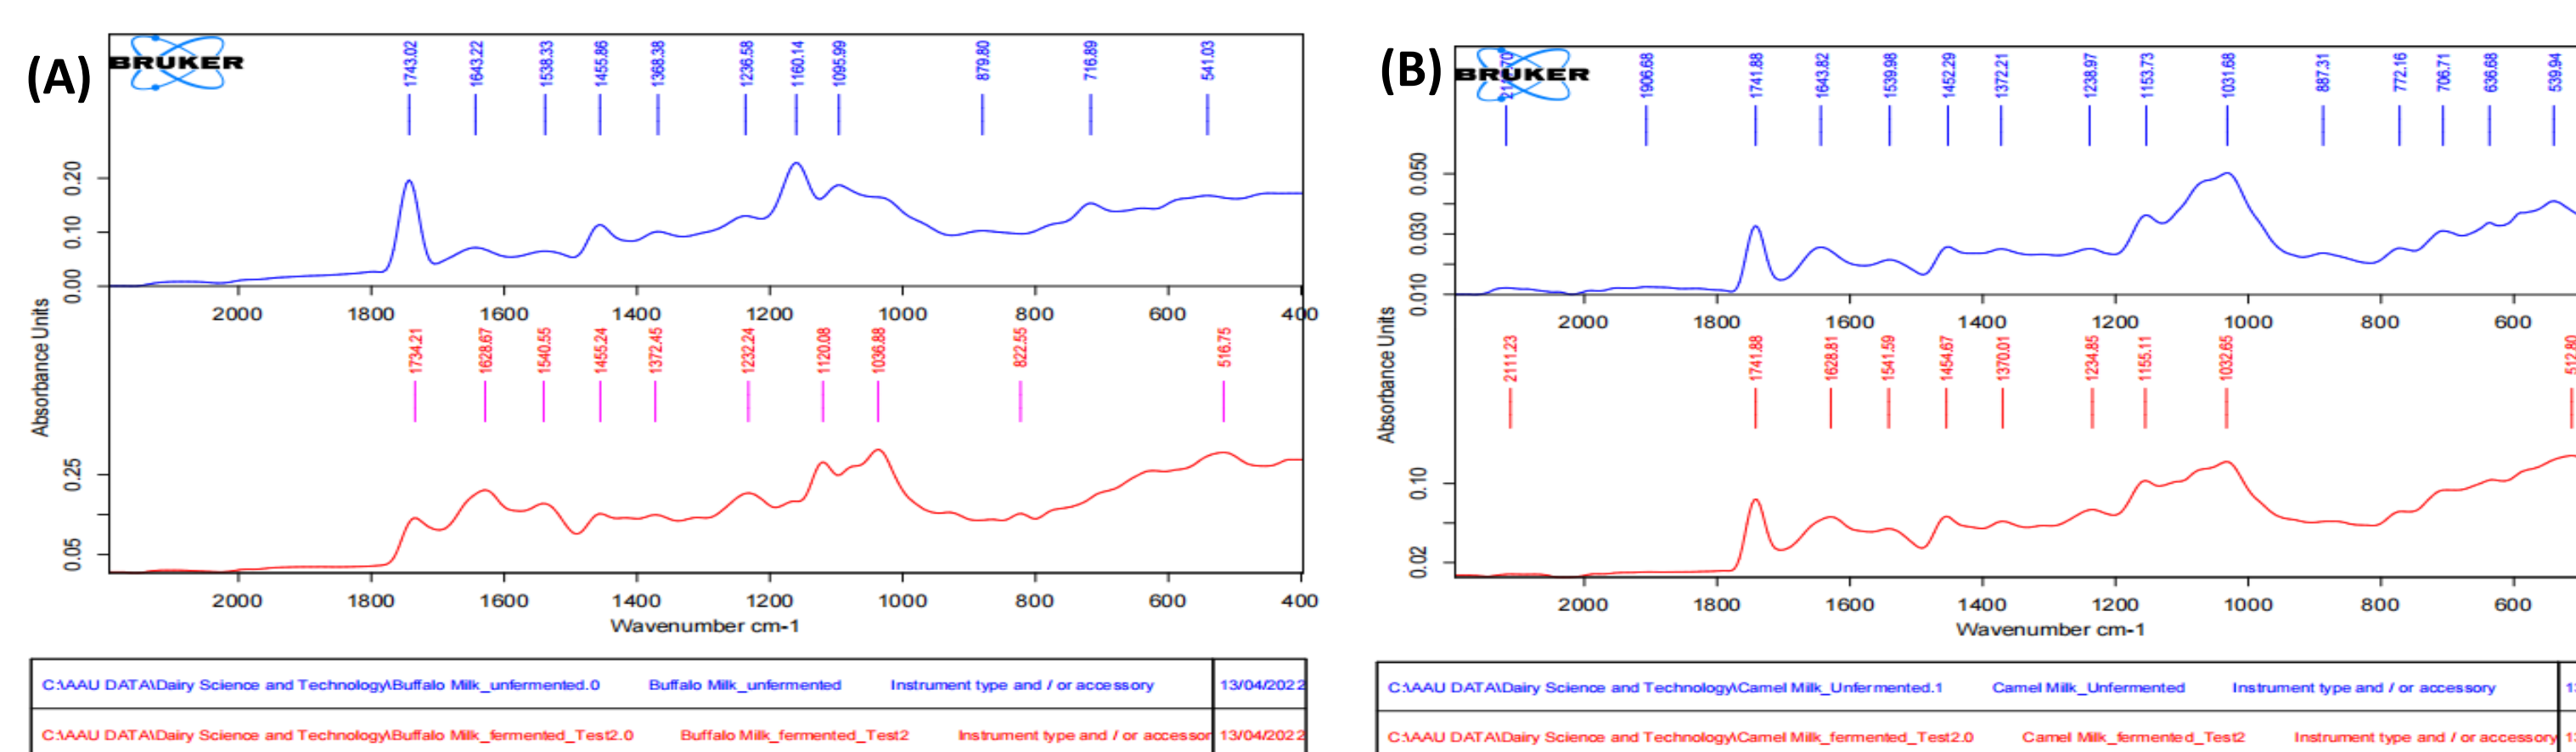 (A)
BRUKER
1743.02 1643.22 1538.33 1455.86 1368.38 1236.58 1160.14 1095.99 879.80 716.89 541.03
0.20
0.10
0.00
2000 1800 1600 1400 1200 1000 800 600 400
1734.21 1628.67 1540.55 1455.24 1372.45 1232.24 1120.08 1036.88 822.55 516.75
Absorbance Units
0.25
0.05
2000 1800 1600 1400 1200 1000 800 600 400
Wavenumber cm-1
C:\AAU DATA\Dairy Science and Technology\Buffalo Milk_unfermented.0 Buffalo Milk_unfermented Instrument type and / or accessory 13/04/2022
C:\AAU DATA\Dairy Science and Technology\Buffalo Milk_fermented_Test2.0 Buffalo Milk_fermented_Test2 Instrument type and / or accessor 13/04/2022
(B)
BRUKER
1906.68 1741.88 1643.82 1539.98 1452.29 1372.21 1238.97 1153.73 1031.68 887.31 772.16 706.71 636.68 539.94
0.050
0.030
0.010
2000 1800 1600 1400 1200 1000 800 600
2111.23 1741.88 1628.81 1541.59 1454.67 1370.01 1234.85 1155.11 1032.65 512.80
Absorbance Units
0.10
0.02
2000 1800 1600 1400 1200 1000 800 600
Wavenumber cm-1
C:\AAU DATA\Dairy Science and Technology\Camel Milk_Unfermented.1 Camel Milk_Unfermented Instrument type and / or accessory
C:\AAU DATA\Dairy Science and Technology\Camel Milk_fermented_Test2.0 Camel Milk_fermented_Test2 Instrument type and / or accessory